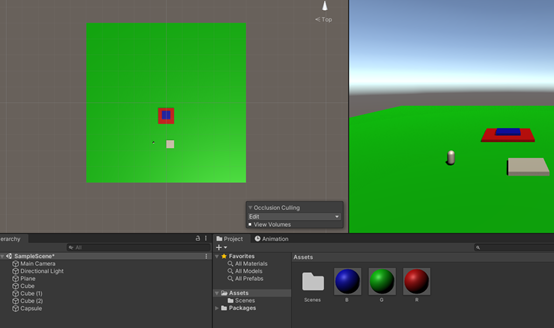 < Top
Occlusion Culling
Edit
View Volumes
erarchy
Project
Animation
All
SampleScene*
Main Camera
Directional Light
Plane
Cube
Cube (1)
Cube (2)
Capsule
Favorites
All Materials
All Models
All Prefabs
Assets
Scenes
Packages
Assets
Scenes
B
G
R